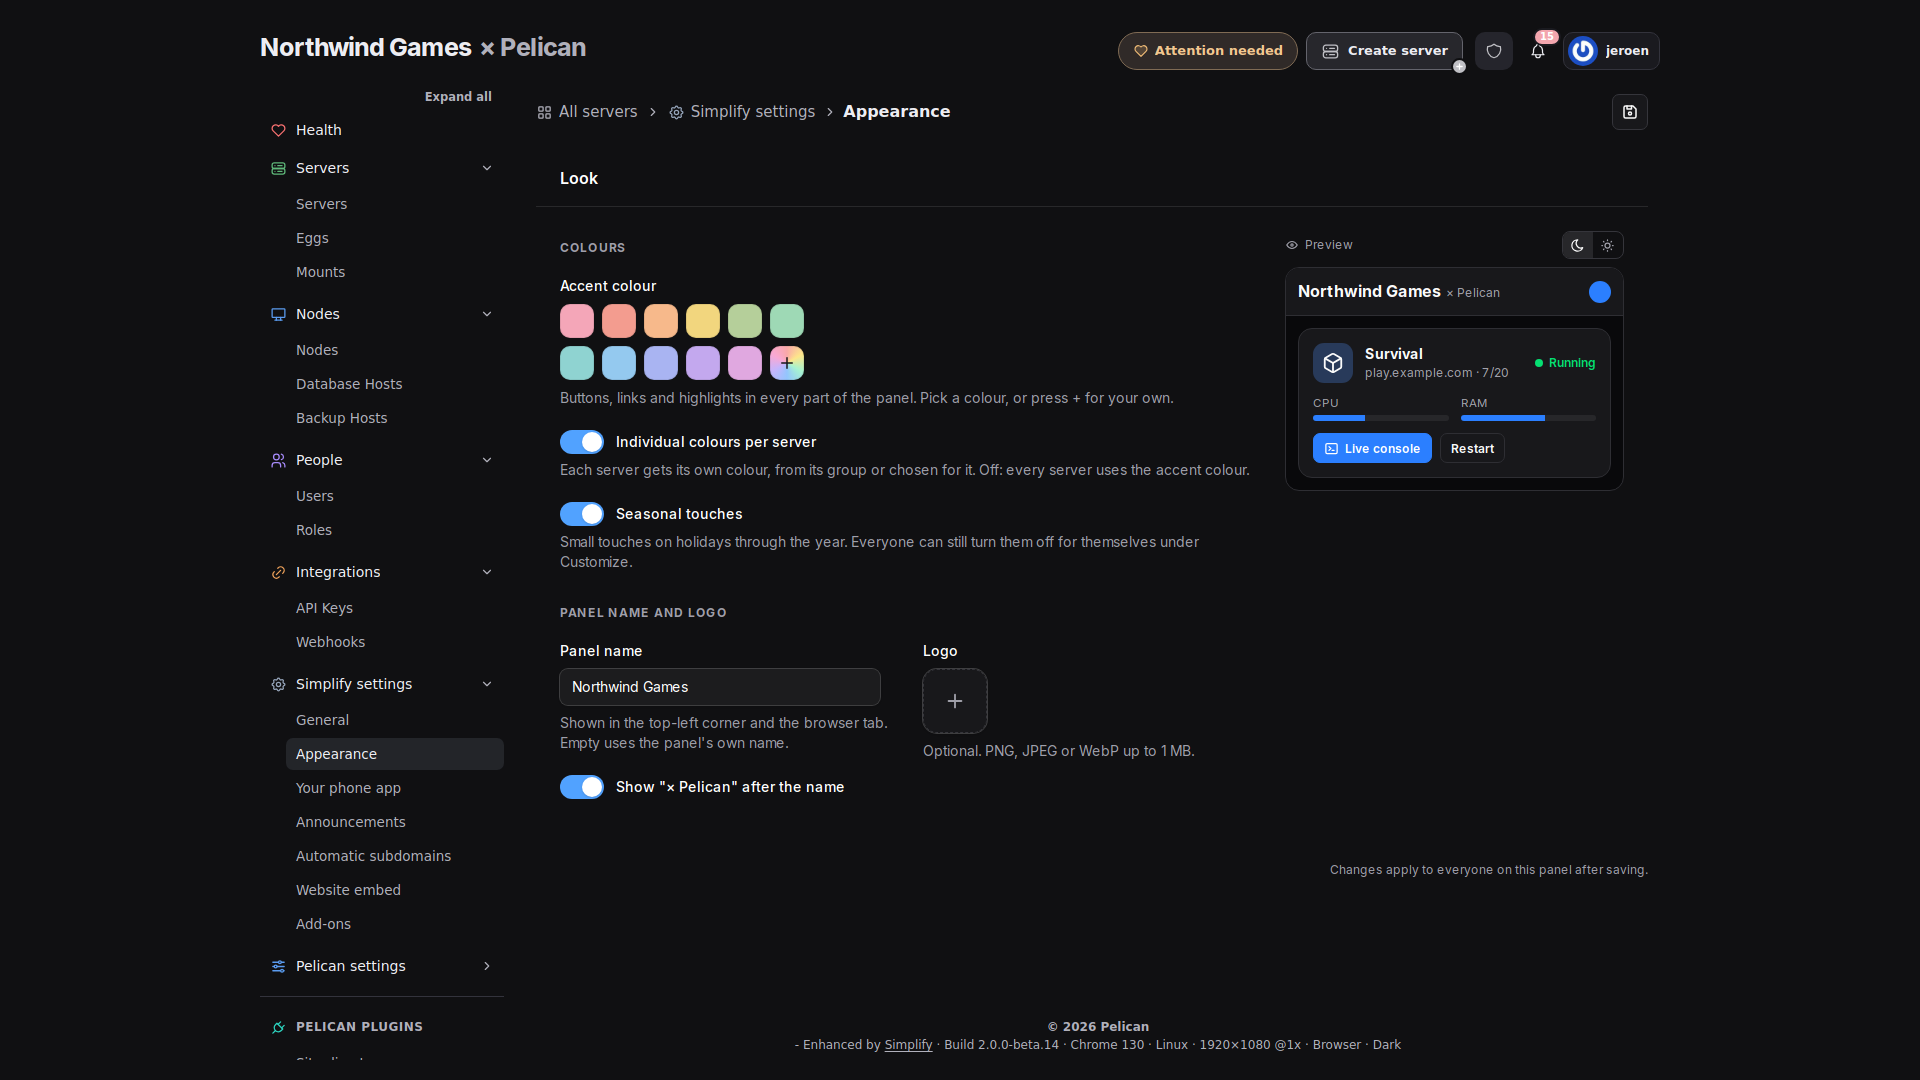 Northwind Games × Pelican
Attention needed
Create server
15
jeroen
Expand all
Health
Servers
Servers
Eggs
Mounts
Nodes
Nodes
Database Hosts
Backup Hosts
People
Users
Roles
Integrations
API Keys
Webhooks
Simplify settings
General
Appearance
Your phone app
Announcements
Automatic subdomains
Website embed
Add-ons
Pelican settings
PELICAN PLUGINS
All servers
Simplify settings
Appearance
Look
COLOURS
Accent colour
Buttons, links and highlights in every part of the panel. Pick a colour, or press + for your own.
Individual colours per server
Each server gets its own colour, from its group or chosen for it. Off: every server uses the accent colour.
Seasonal touches
Small touches on holidays through the year. Everyone can still turn them off for themselves under
Customize.
PANEL NAME AND LOGO
Panel name
Northwind Games
Shown in the top-left corner and the browser tab.
Empty uses the panel's own name.
Show "× Pelican" after the name
Logo
Optional. PNG, JPEG or WebP up to 1 MB.
Preview
Northwind Games × Pelican
Survival
play.example.com · 7/20
Running
CPU
RAM
Live console
Restart
Changes apply to everyone on this panel after saving.
© 2026 Pelican
- Enhanced by Simplify · Build 2.0.0-beta.14 · Chrome 130 · Linux · 1920×1080 @1x · Browser · Dark